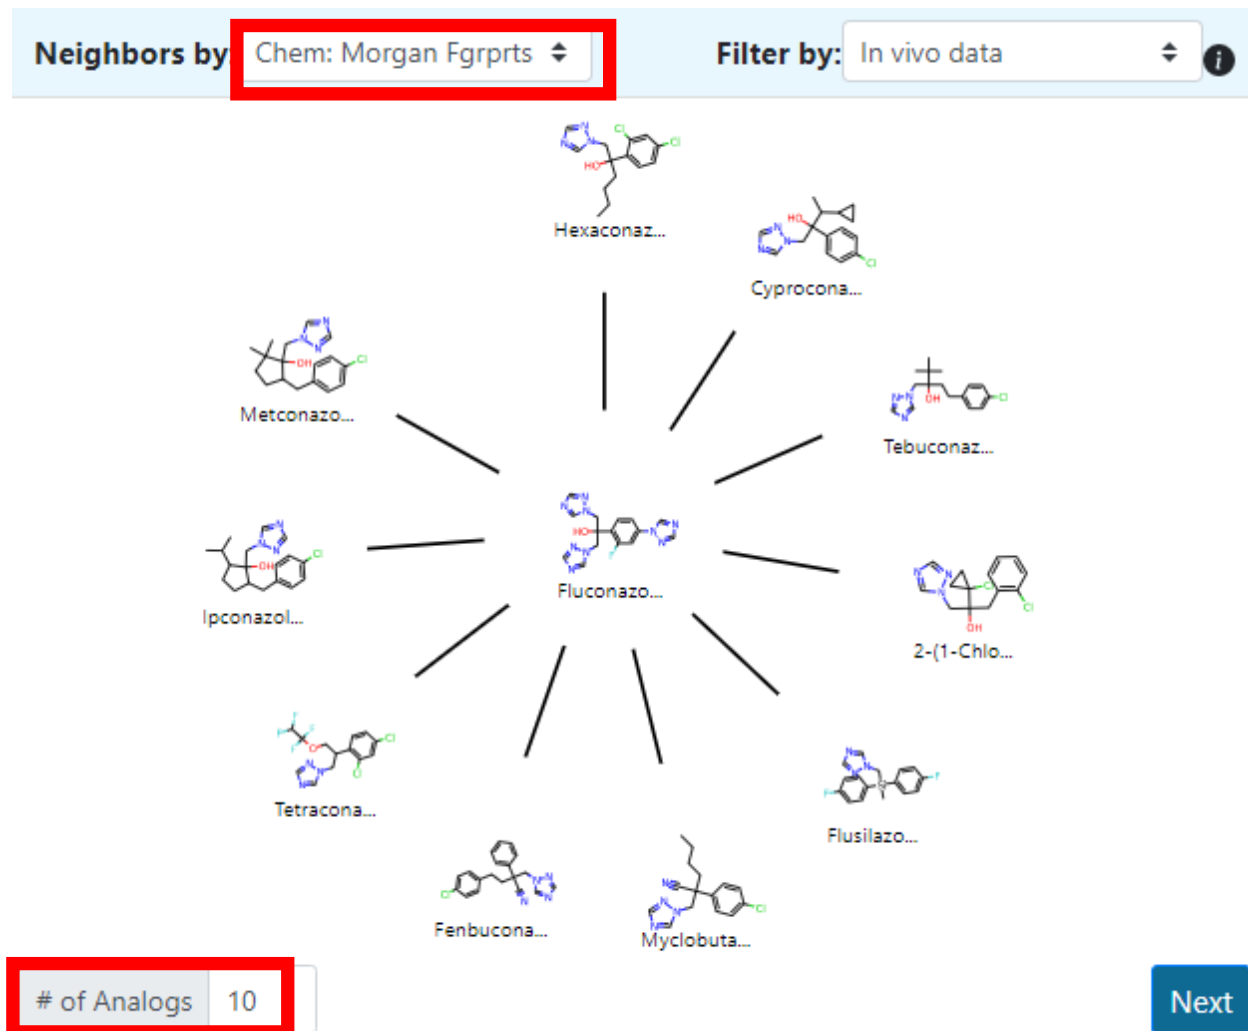 Neighbors by: Chem: Morgan Fgrprts Filter by: In vivo data
Hexaconaz...
Cyprocona...
Metconazo...
Tebuconaz...
Fluconazo...
Ipconazol...
2-(1-Chlo...
Tetracona...
Flusilazo...
Fenbucona...
Myclobuta...
# of Analogs 10 Next